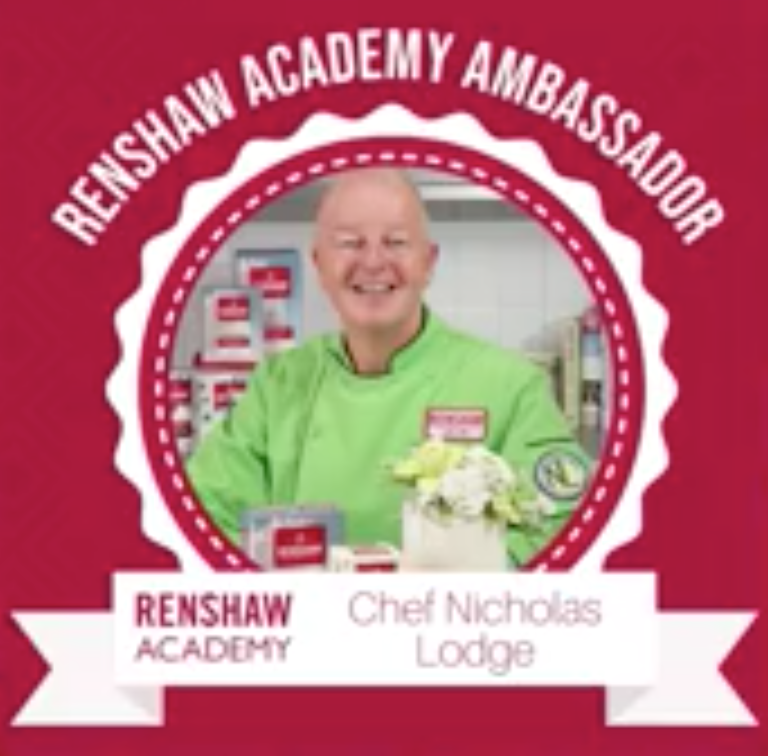 RENSHAW ACADEMY AMBASSADOR
RENSHAW
ACADEMY
Chef Nicholas
Lodge